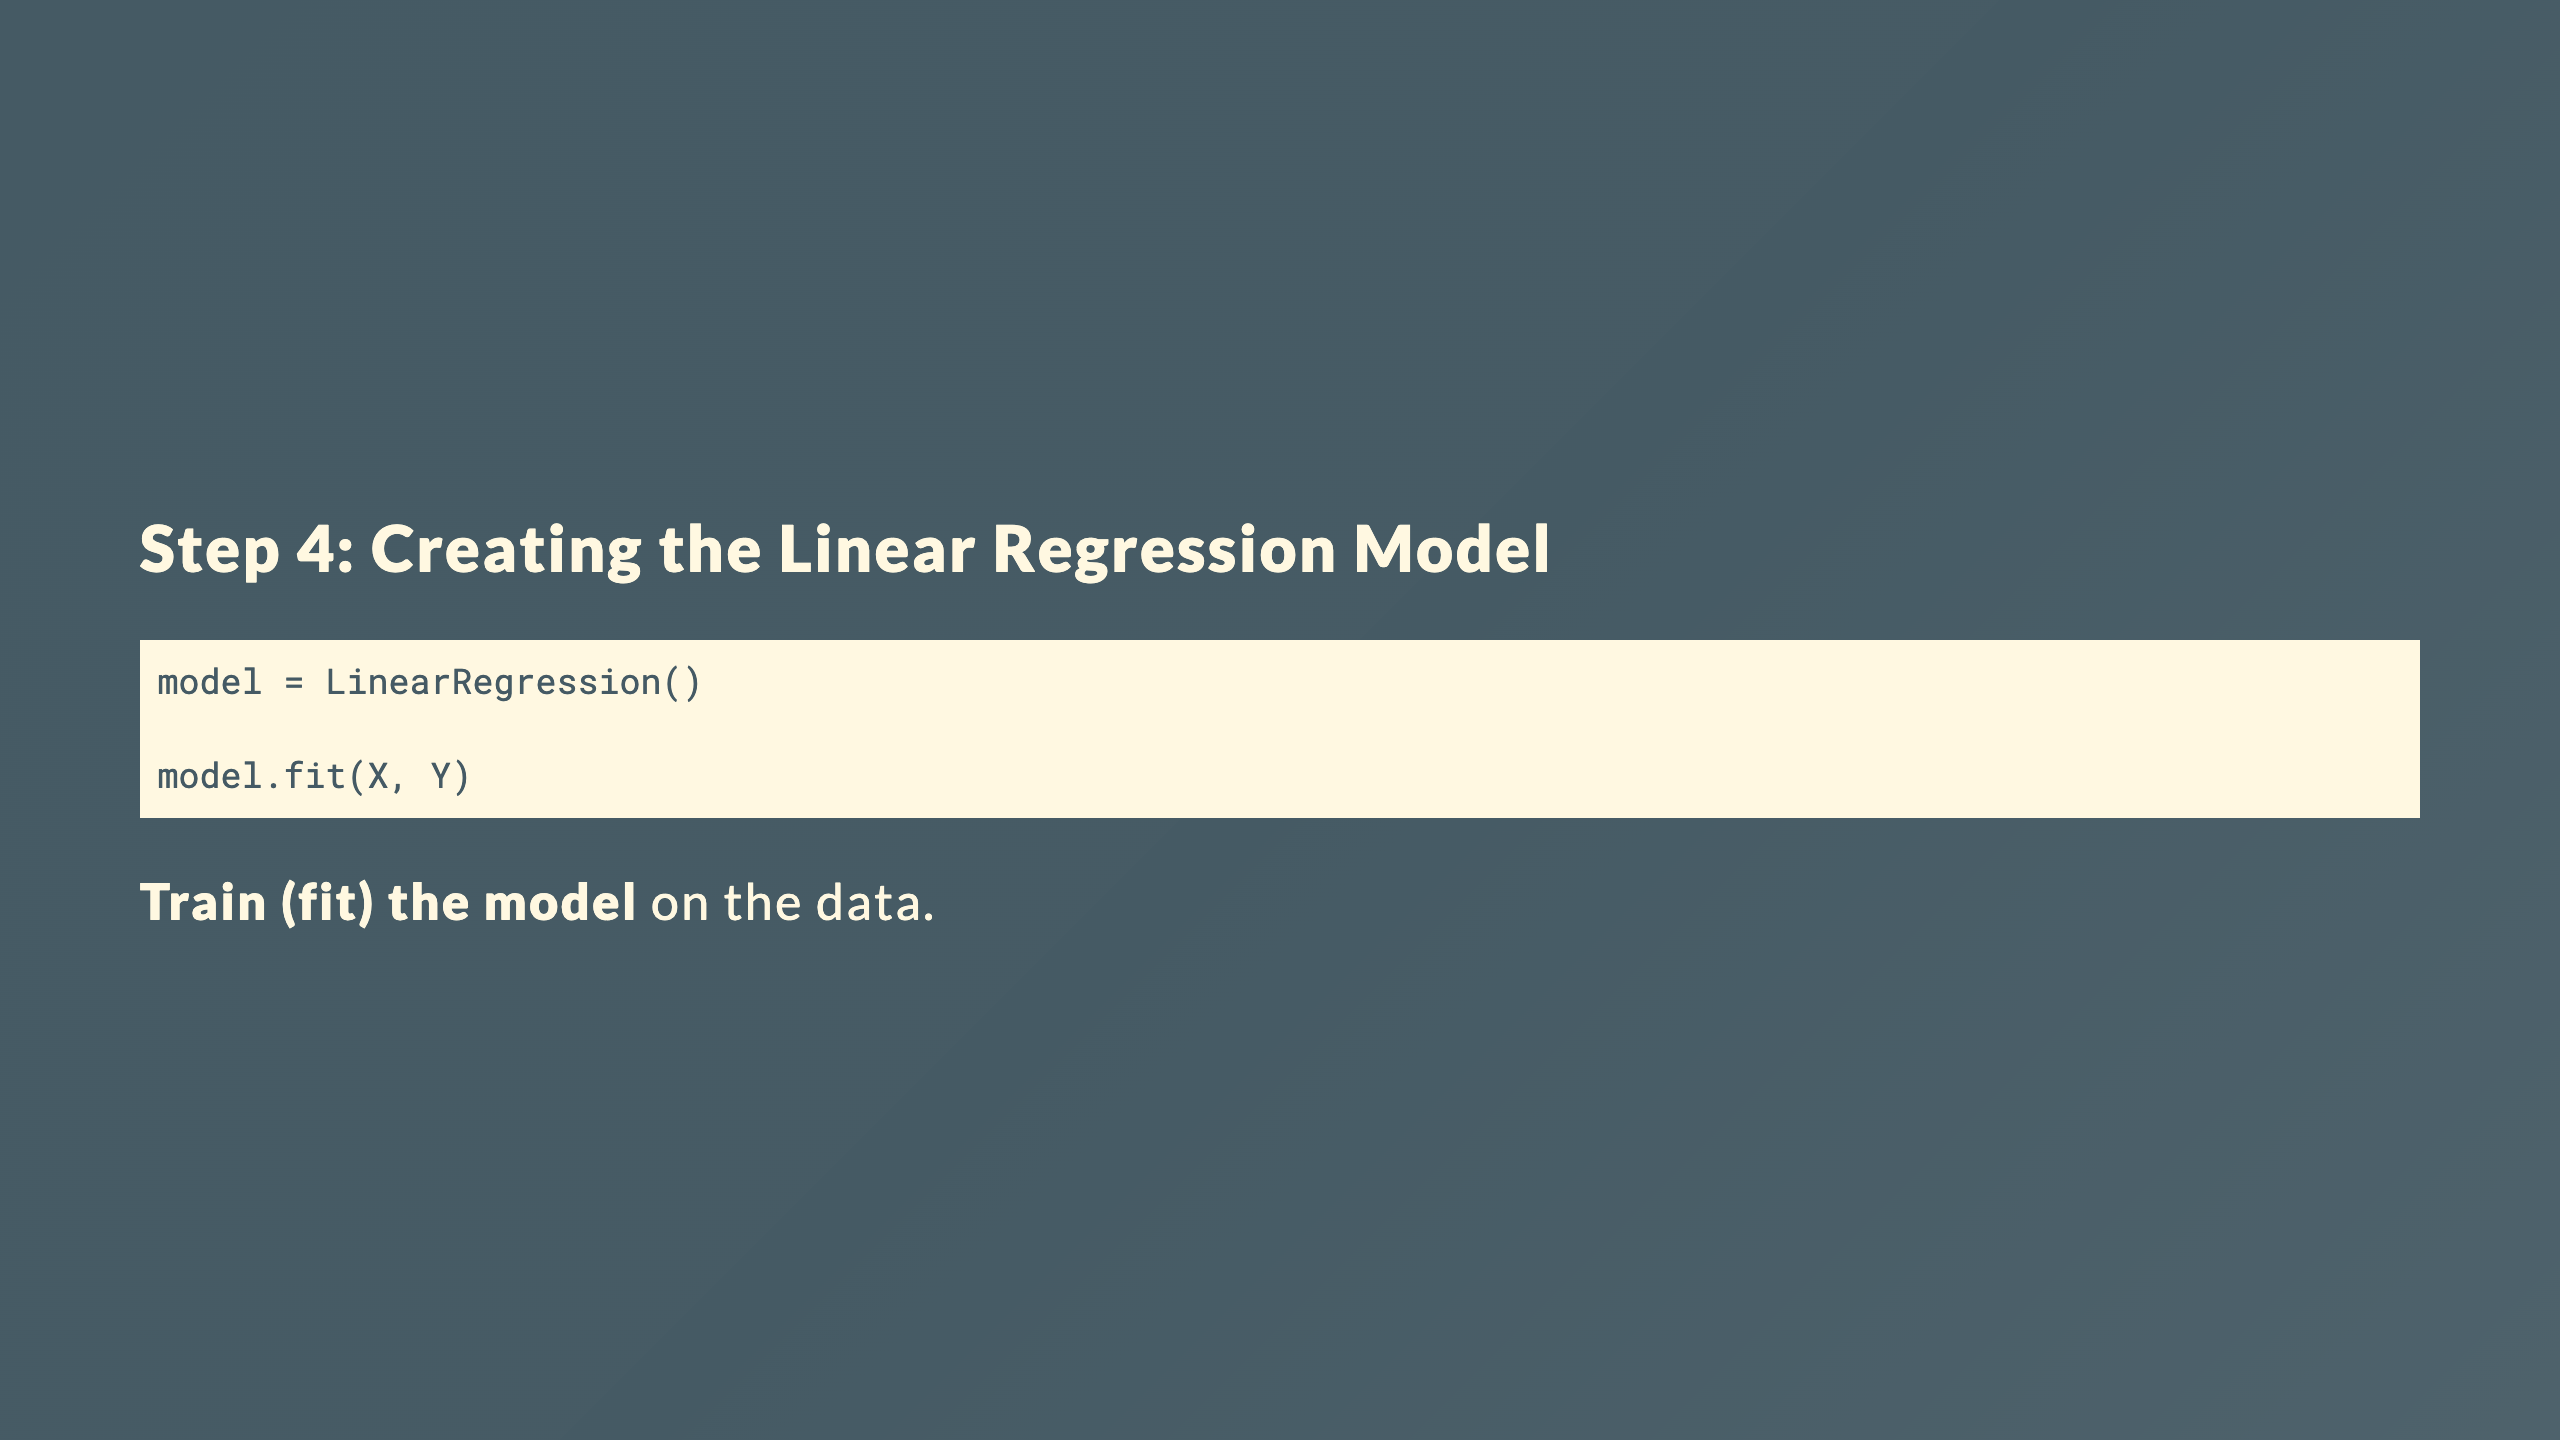 Step 4: Creating the Linear Regression Model
model = LinearRegression()
model.fit(X, Y)
Train (fit) the model on the data.